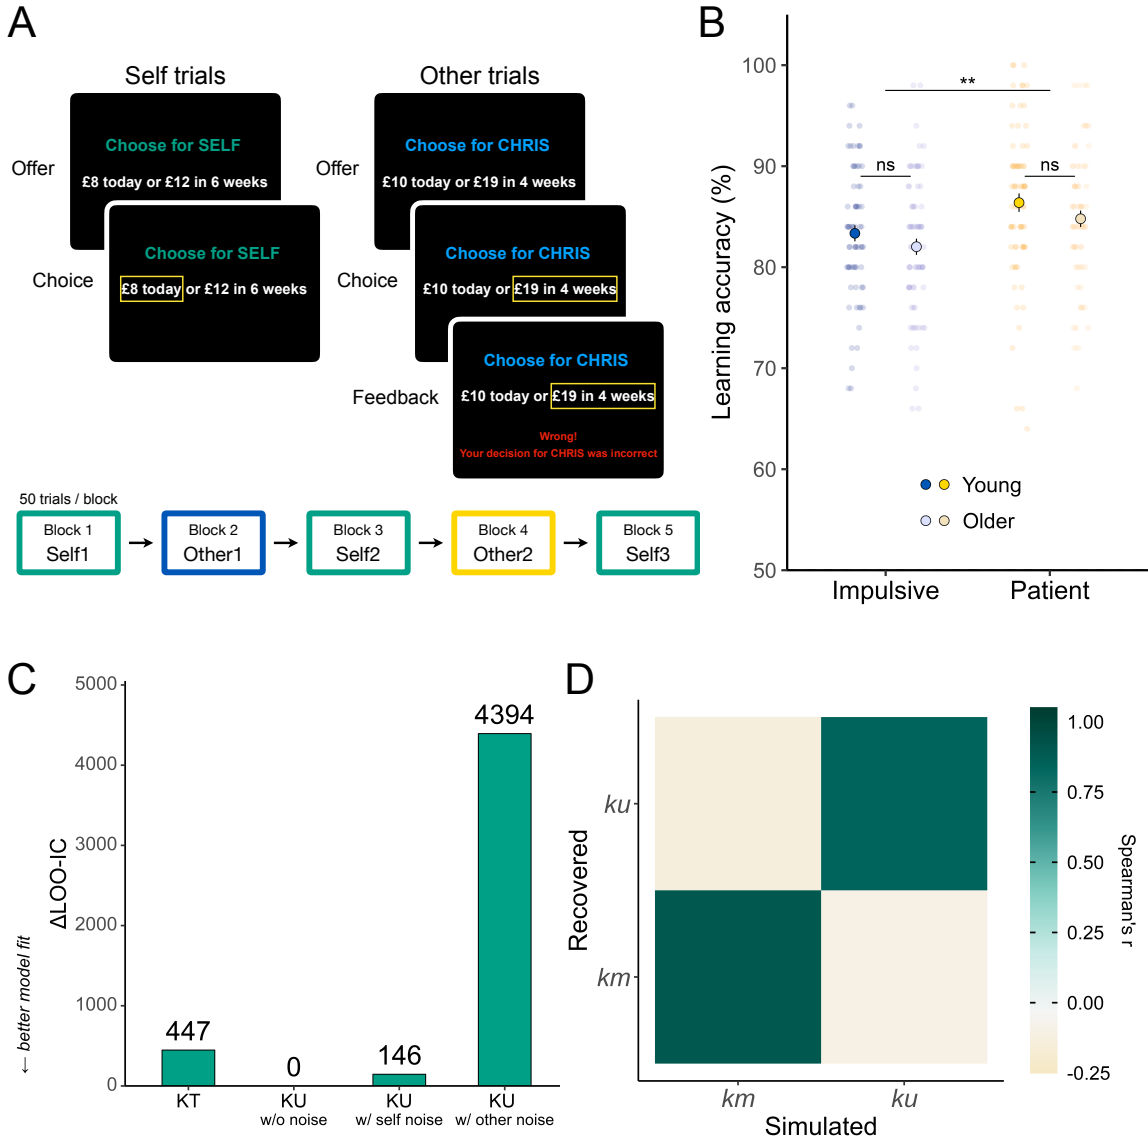 A
Self trials
Other trials
Offer
Choose for SELF
£8 today or £12 in 6 weeks
Offer
Choose for CHRIS
£10 today or £19 in 4 weeks
Choice
Choose for SELF
£8 today or £12 in 6 weeks
Choice
Choose for CHRIS
£10 today or £19 in 4 weeks
Feedback
Choose for CHRIS
£10 today or £19 in 4 weeks
Wrong!
Your decision for CHRIS was incorrect
50 trials / block
Block 1
Self1
Block 2
Other1
Block 3
Self2
Block 4
Other2
Block 5
Self3
B
Learning accuracy (%)
100
90
80
70
60
50
**
ns
ns
Young
Older
Impulsive
Patient
C
ΔLOO-IC
← better model fit
5000
4000
3000
2000
1000
0
447
0
146
4394
KT
KU
w/o noise
KU
w/ self noise
KU
w/ other noise
D
Recovered
ku
km
km
ku
Simulated
1.00
0.75
0.50
0.25
0.00
-0.25
Spearman's r